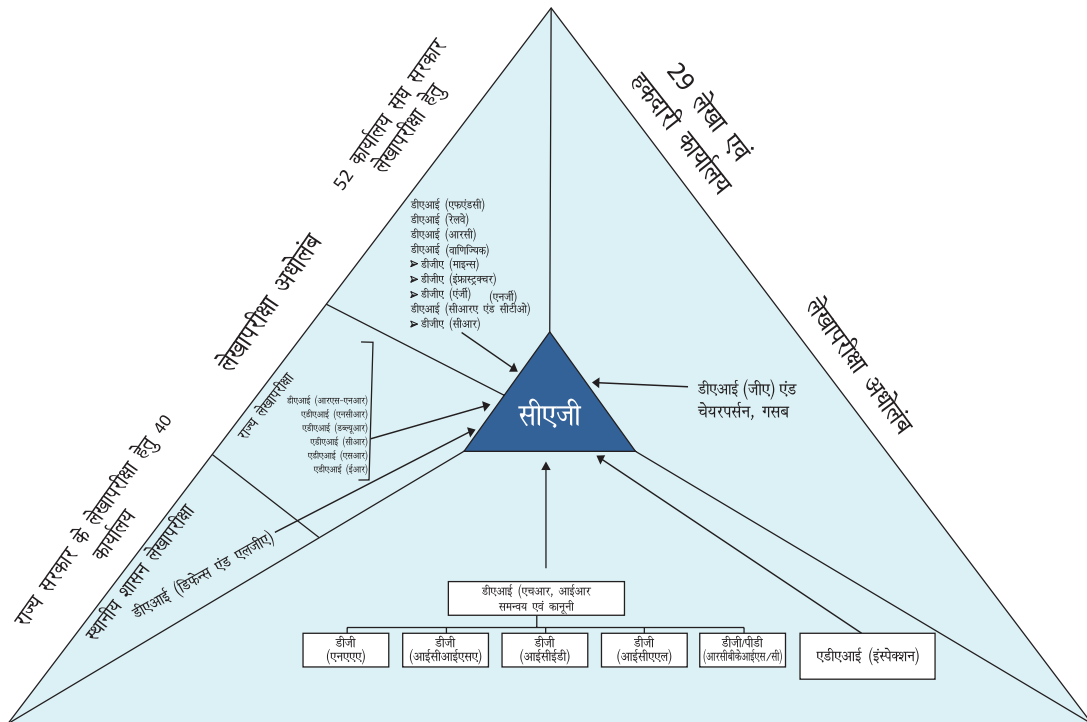 52 कार्यालय संघ सरकार
लेखापरीक्षा हेतु
29 लेखा एवं
हकदारी कार्यालय
लेखापरीक्षा अधोलंब
लेखापरीक्षा अधोलंब
राज्य सरकार के लेखापरीक्षा हेतु 40
कार्यालय
डीएआई (एफएंडसी)
डीएआई (रेलवे)
डीएआई (आरसी)
डीएआई (वाणिज्यिक)
➤ डीजीए (माइन्स)
➤ डीजीए (इंफ्रास्ट्रक्चर)
➤ डीजीए (एंर्जी) (एनर्जी)
डीएआई (सीआरए एंड सीटीओ)
➤ डीजीए (सीआर)
राज्य लेखापरीक्षा
डीएआई (आरएस-एनआर)
एडीएआई (एनसीआर)
एडीएआई (डब्ल्यूआर)
एडीएआई (सीआर)
एडीएआई (एसआर)
एडीएआई (ईआर)
स्थानीय शासन लेखापरीक्षा
डीएआई (डिफेन्स एंड एलजीए)
सीएजी
डीएआई (जीए) एंड
चेयरपर्सन, गसब
डीएआई (एचआर, आईआर
समन्वय एवं कानूनी
डीजी
(एनएएए)
डीजी
(आईसीआईएसए)
डीजी
(आईसीईडी)
डीजी
(आईसीएएल)
डीजी/पीडी
(आरसीबीकेआईएस/सी)
एडीएआई (इंस्पेक्शन)